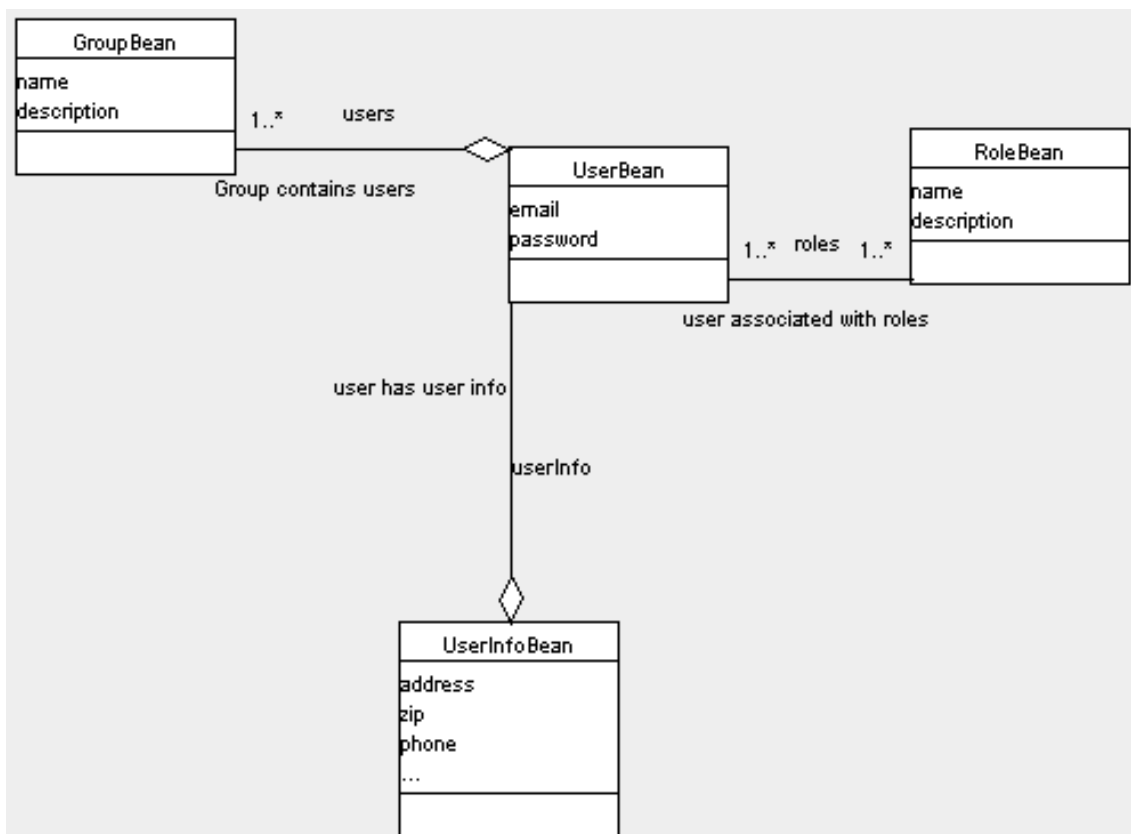 GroupBean
name
description
1..*
users
Group contains users
UserBean
email
password
1..*
roles
1..*
user associated with roles
RoleBean
name
description
user has user info
userInfo
UserInfoBean
address
zip
phone
...